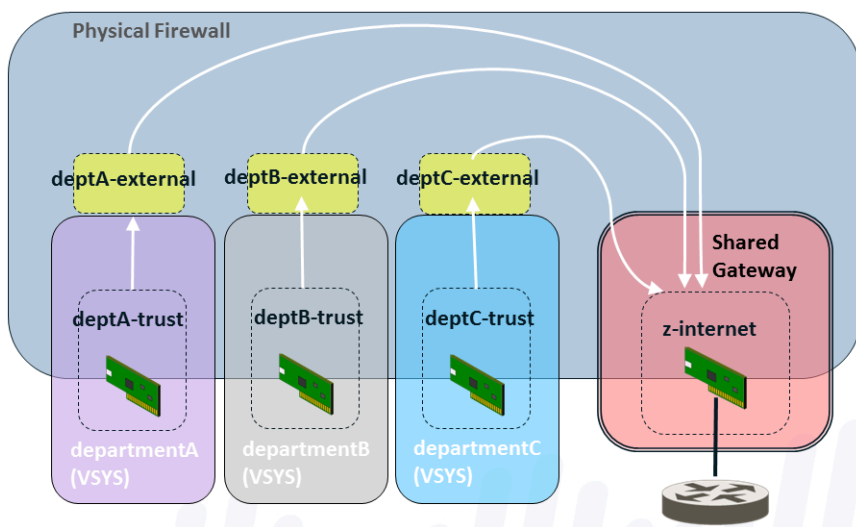 Physical Firewall
deptA-external
deptB-external
deptC-external
Shared
Gateway
deptA-trust
deptB-trust
deptC-trust
z-internet
departmentA
(VSYS)
departmentB
(VSYS)
departmentC
(VSYS)